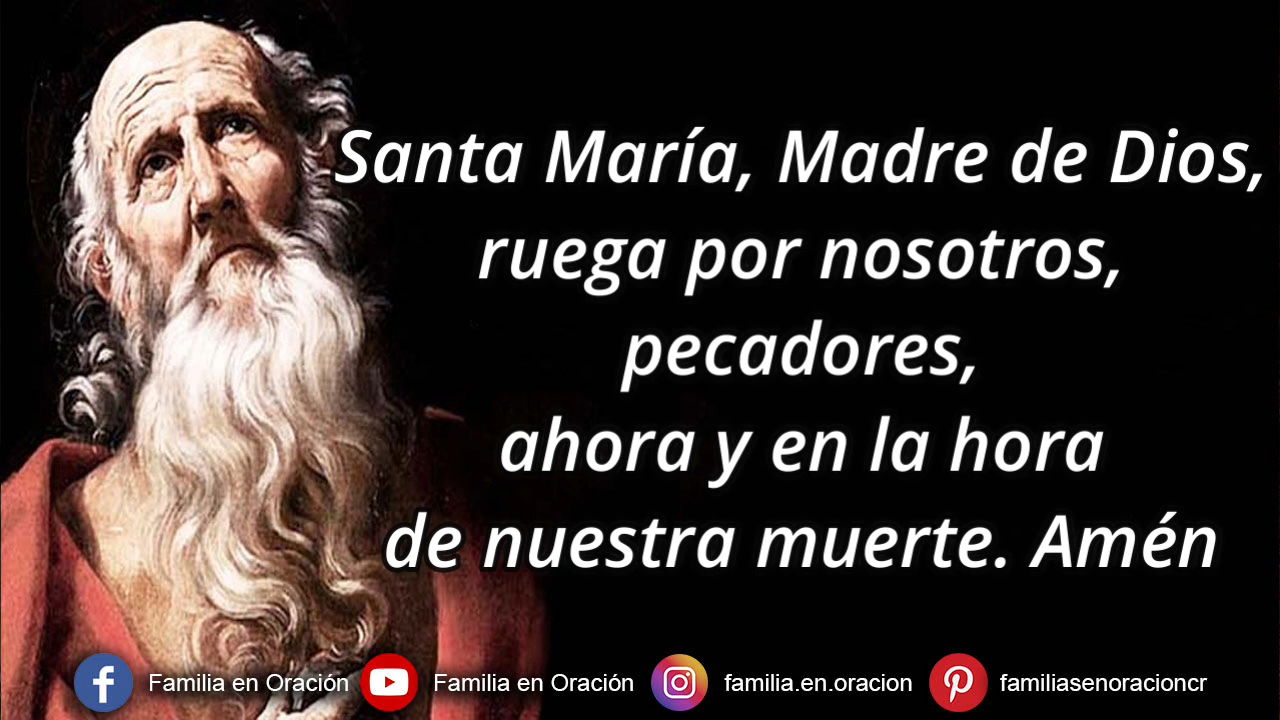 Santa María, Madre de Dios,
ruega por nosotros,
pecadores,
ahora y en la hora
de nuestra muerte. Amén
Familia en Oración Familia en Oración familia.en.oracion familiasenoracioncr